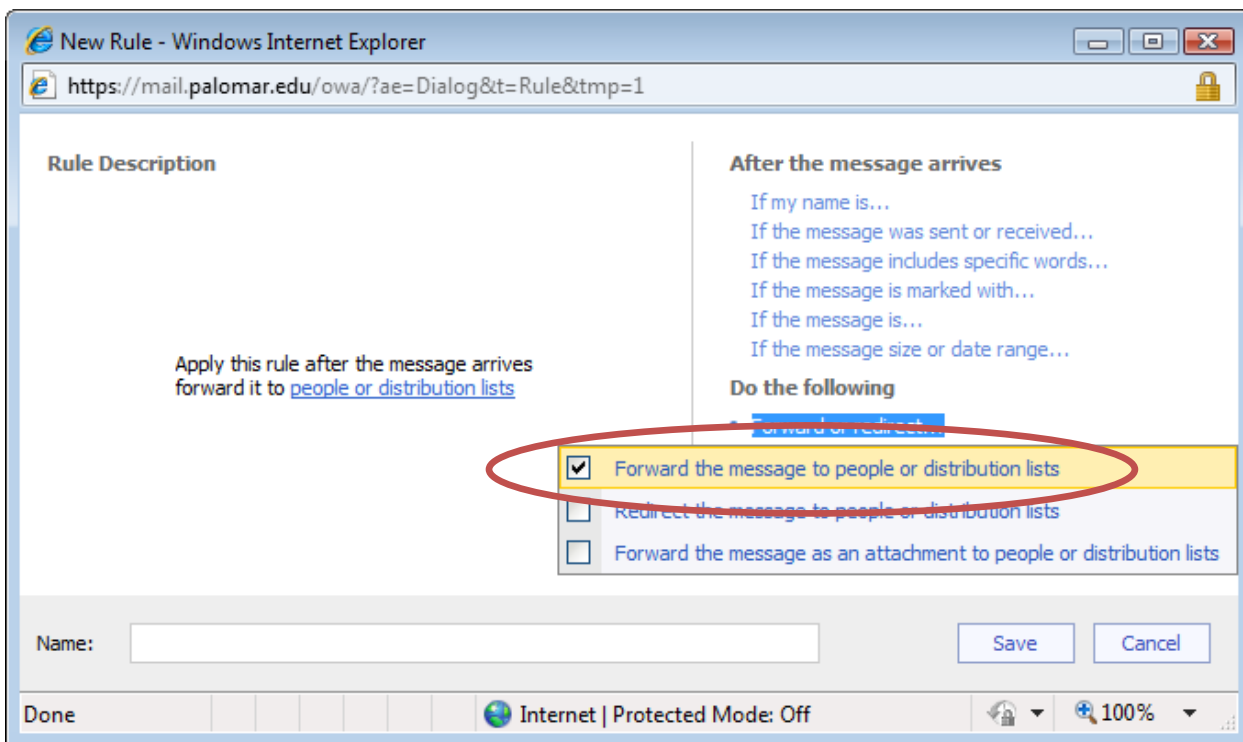 New Rule - Windows Internet Explorer
https://mail.palomar.edu/owa/?ae=Dialog&t=Rule&tmp=1
Rule Description
Apply this rule after the message arrives
forward it to people or distribution lists
After the message arrives
If my name is...
If the message was sent or received...
If the message includes specific words...
If the message is marked with...
If the message is...
If the message size or date range...
Do the following
Forward or redirect...
Forward the message to people or distribution lists
Redirect the message to people or distribution lists
Forward the message as an attachment to people or distribution lists
Name:
Save
Cancel
Done
Internet | Protected Mode: Off
100%